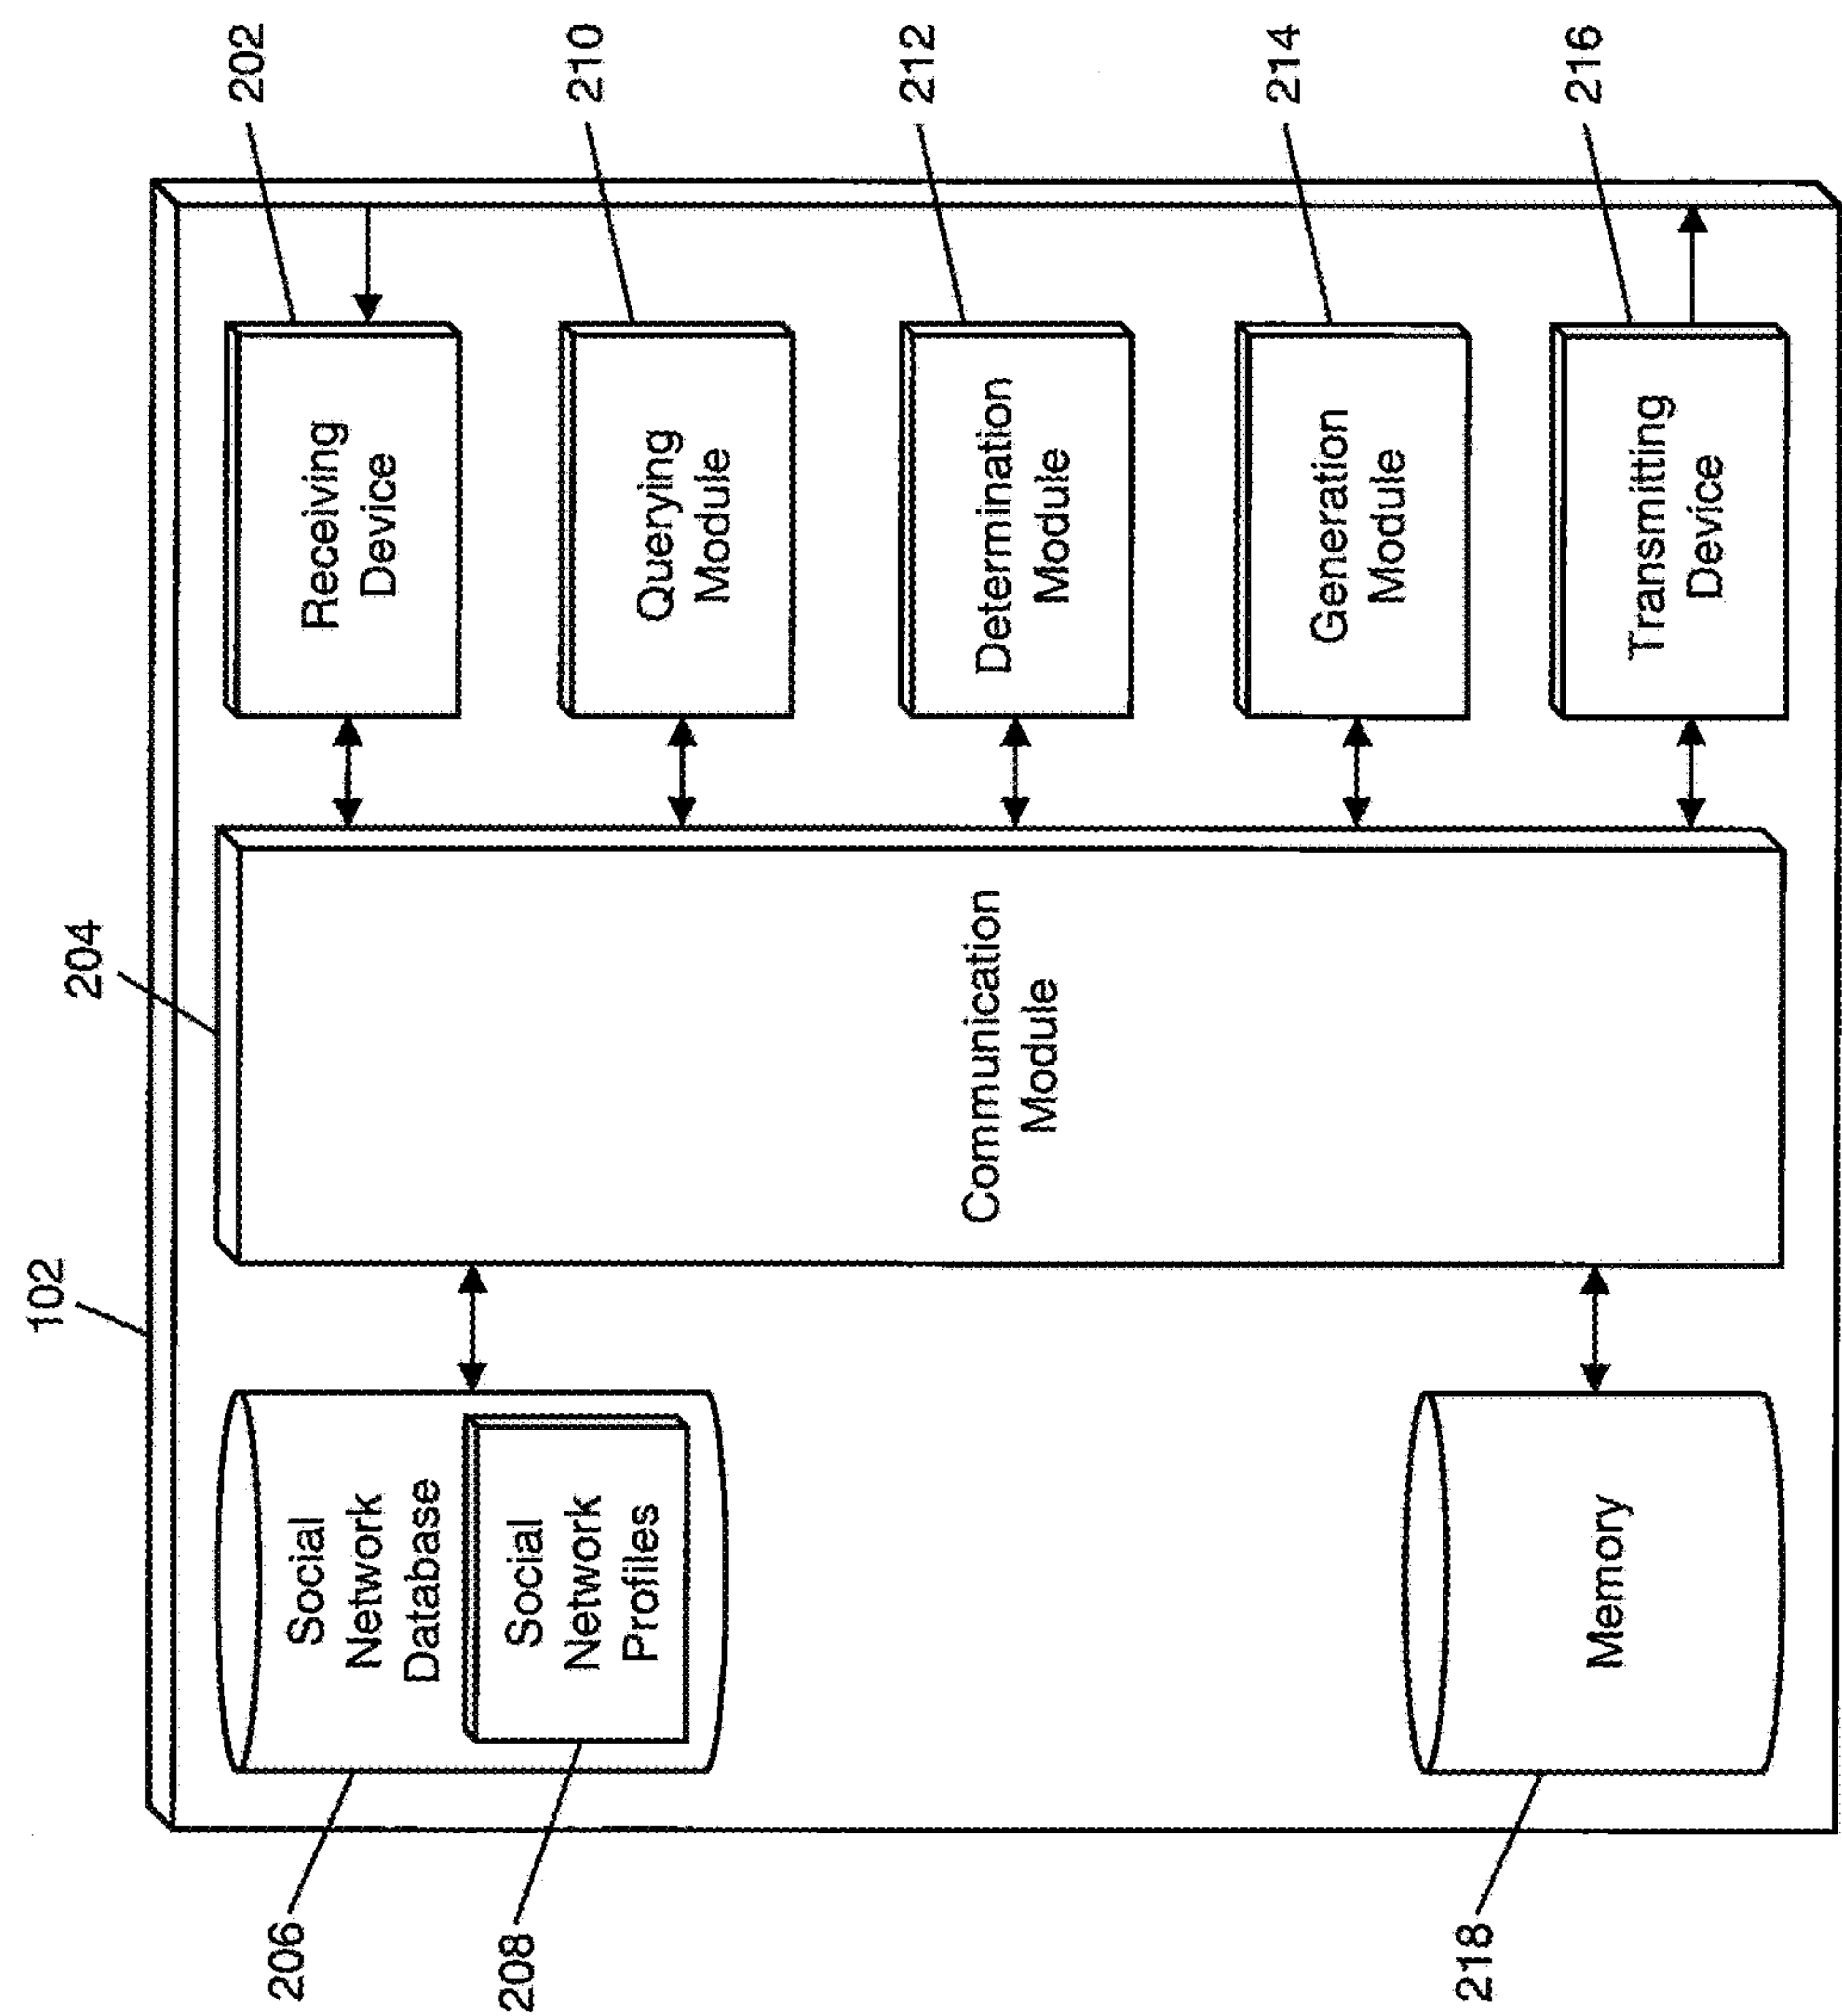 102
204
206
Social
Network
Database
208
Social
Network
Profiles
218
Memory
Communication
Module
Receiving
Device
202
Querying
Module
210
Determination
Module
212
Generation
Module
214
Transmitting
Device
216